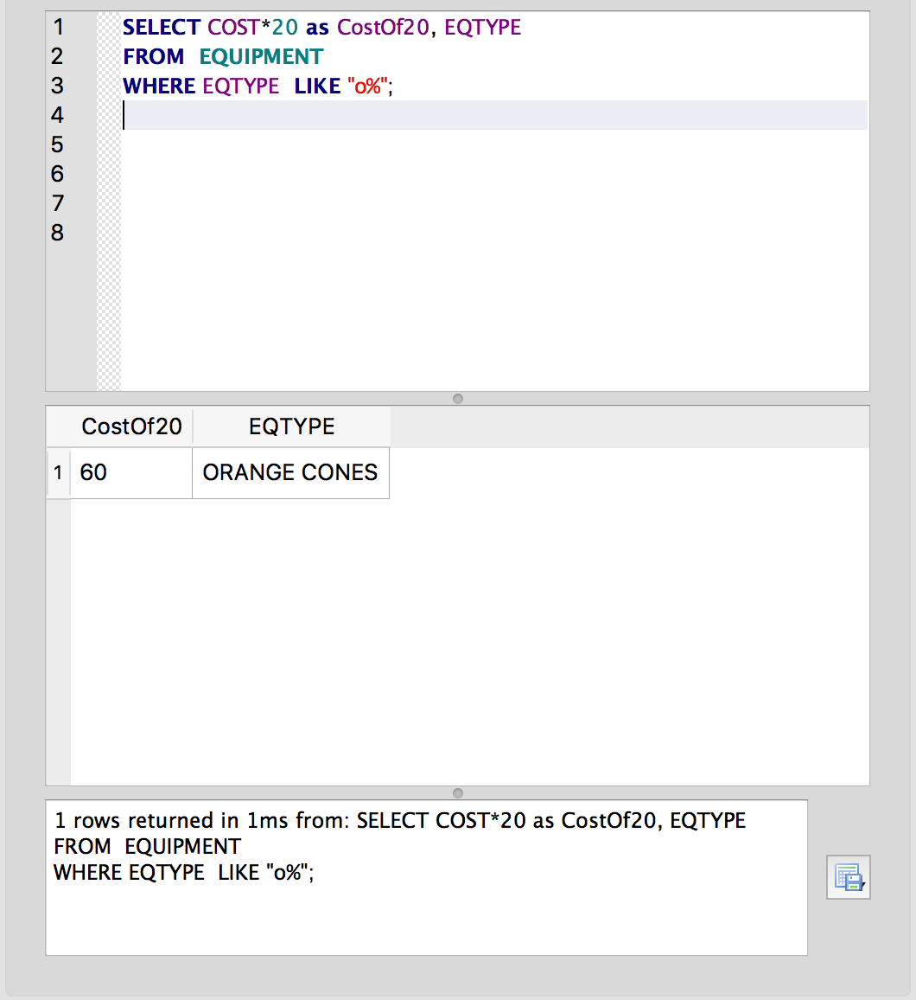 1 SELECT COST*20 as CostOf20, EQTYPE
2 FROM  EQUIPMENT
3 WHERE EQTYPE  LIKE "o%";
4
5
6
7
8
CostOf20 EQTYPE
1 60 ORANGE CONES
1 rows returned in 1ms from: SELECT COST*20 as CostOf20, EQTYPE
FROM  EQUIPMENT
WHERE EQTYPE  LIKE "o%";